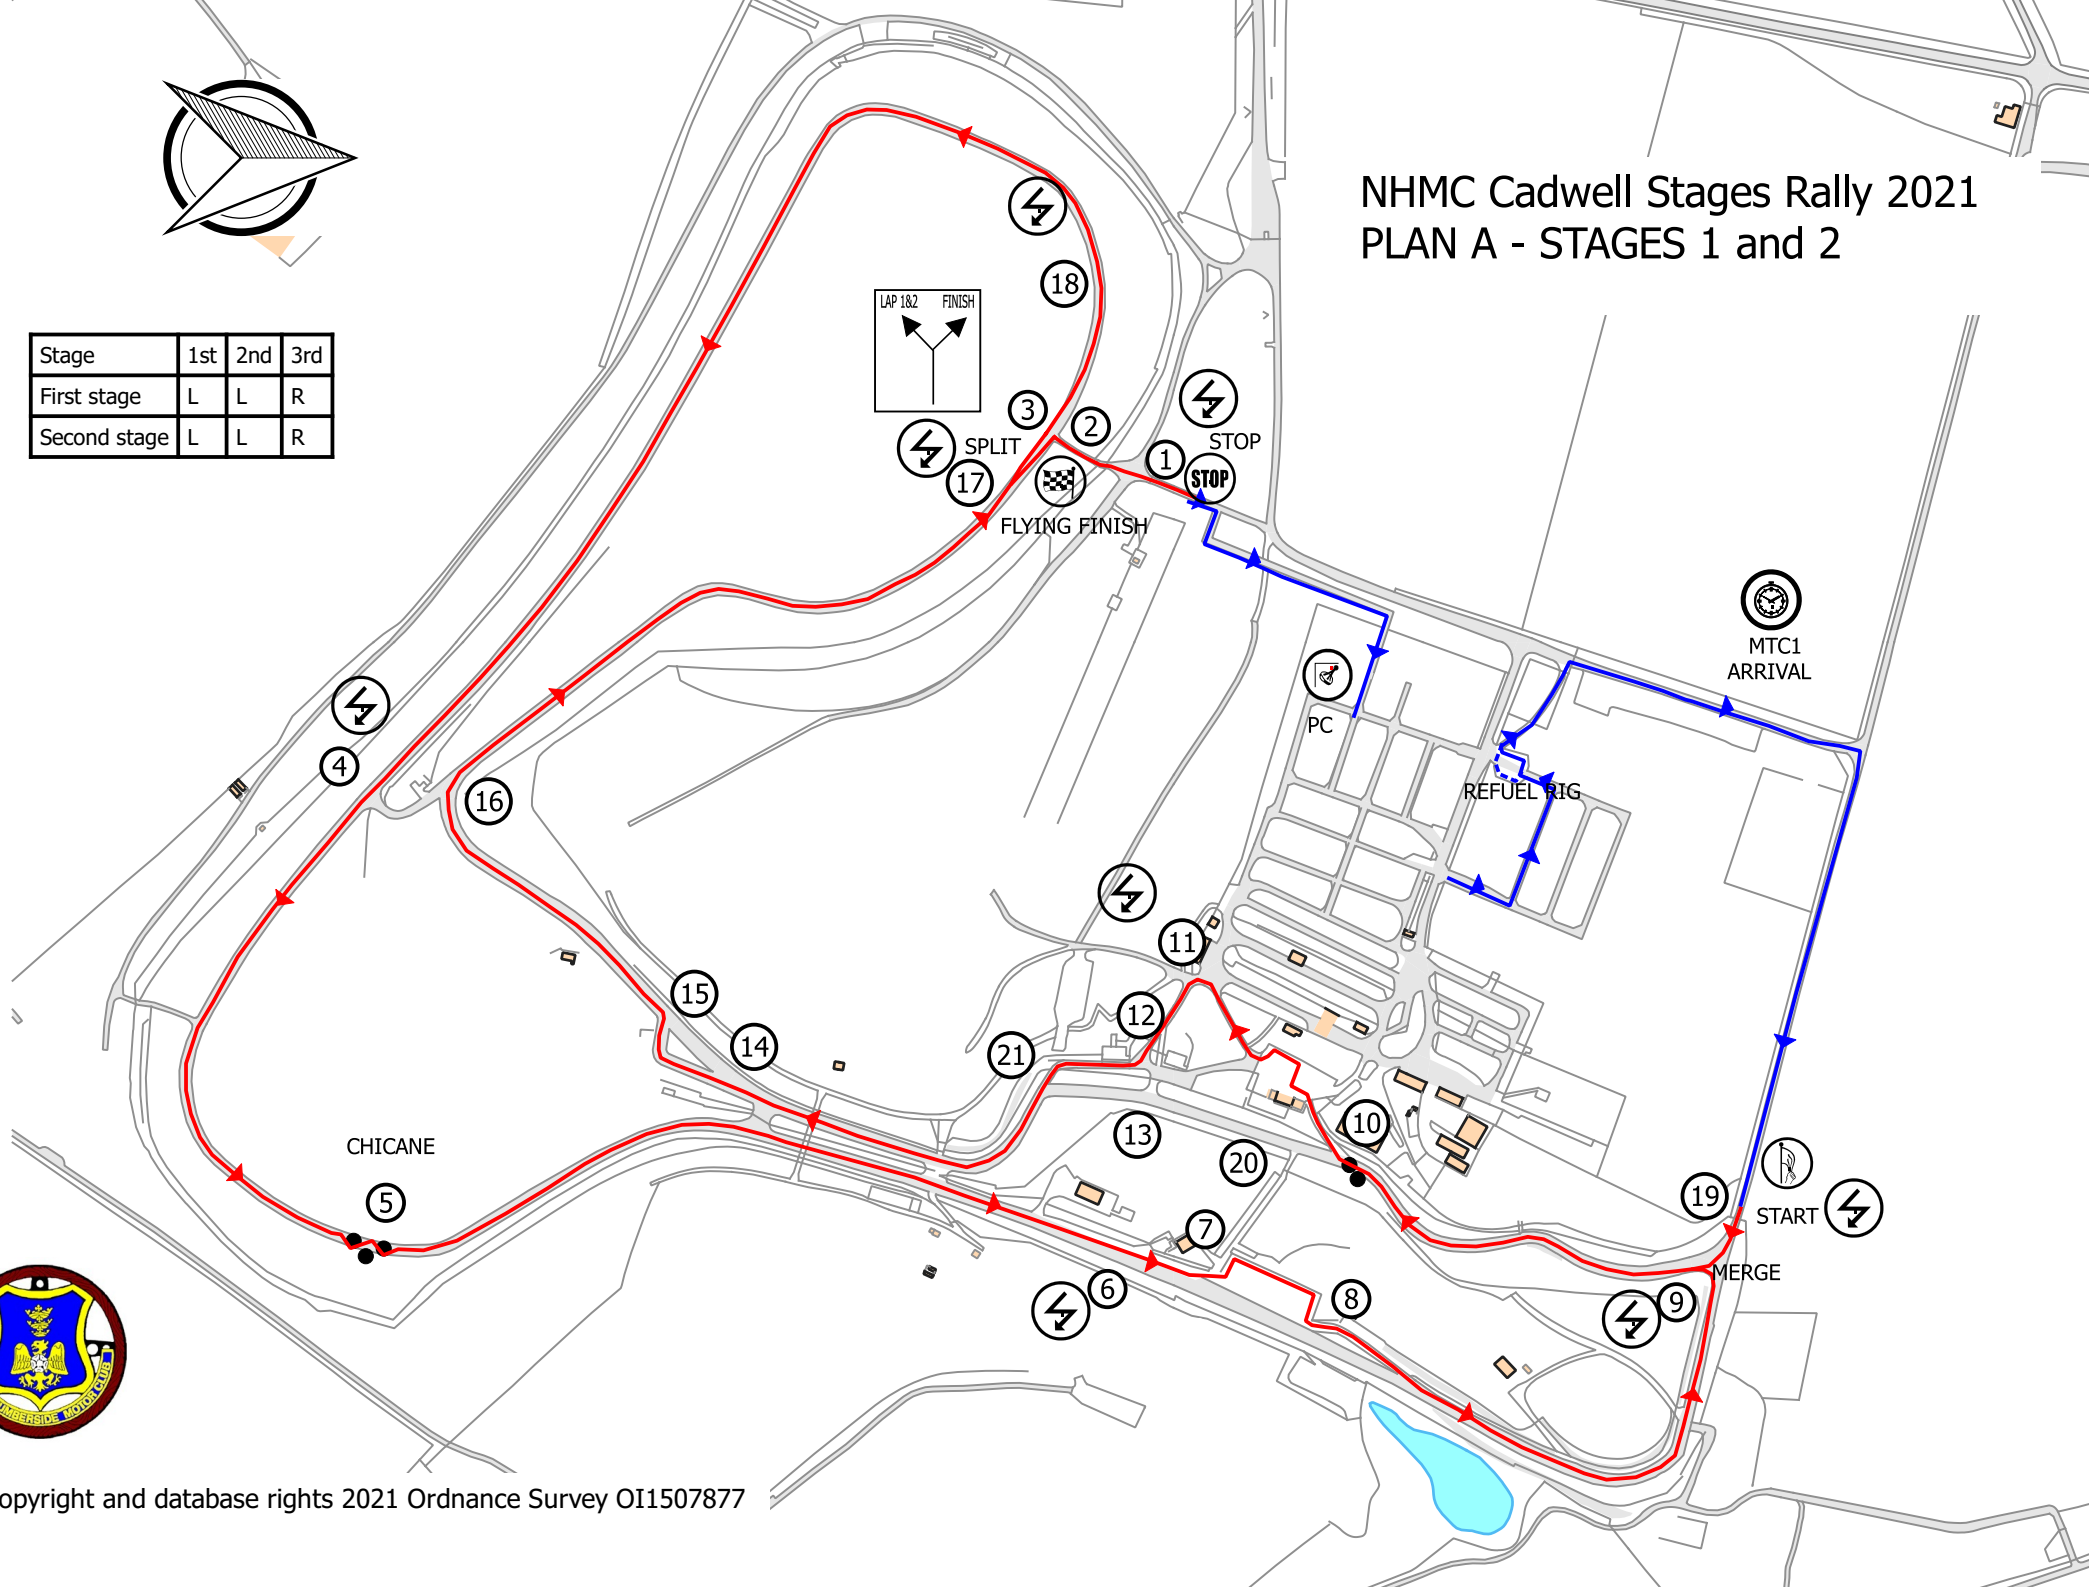 NHMC Cadwell Stages Rally 2021
PLAN A - STAGES 1 and 2
Stage 1st 2nd 3rd
First stage L L R
Second stage L L R
LAP 1&2 FINISH
18
3
2
SPLIT
17
1
STOP
STOP
FLYING FINISH
MTC1
ARRIVAL
PC
REFUEL RIG
4
16
11
15
12
14
21
10
13
20
CHICANE
5
7
6
8
19
START
MERGE
9
UMBERSIDE MOTOR CLUB
opyright and database rights 2021 Ordnance Survey OI1507877